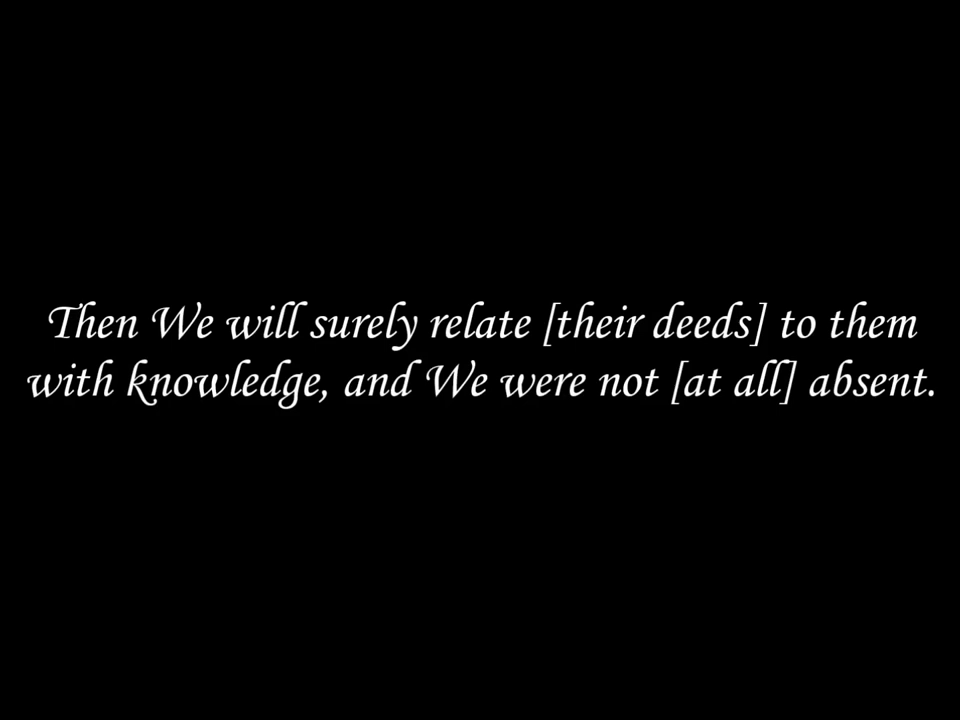 Then We will surely relate [their deeds] to them
with knowledge, and We were not [at all] absent.